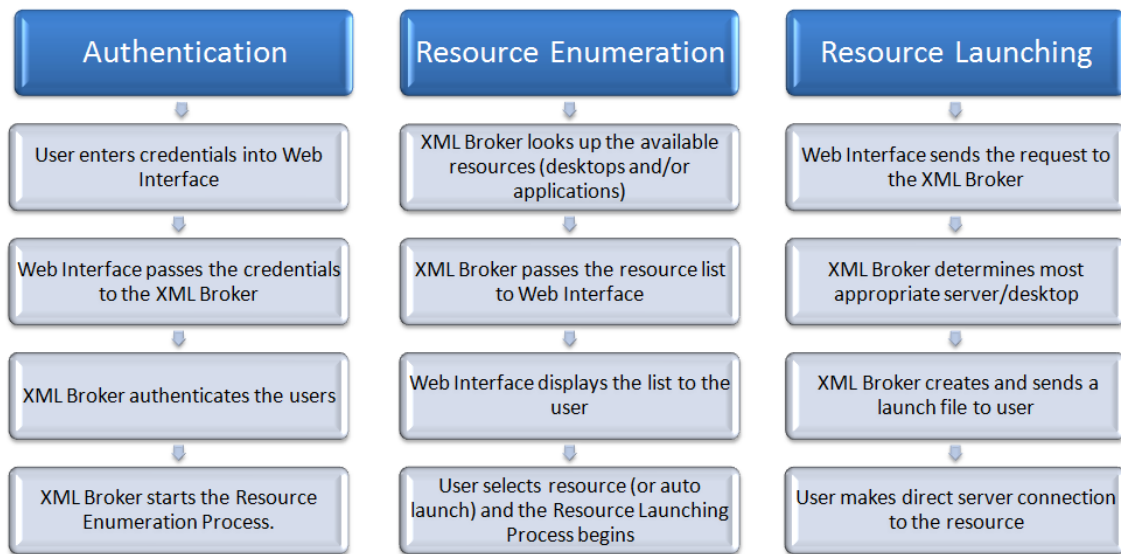 Authentication
User enters credentials into Web
Interface
Web Interface passes the credentials
to the XML Broker
XML Broker authenticates the users
XML Broker starts the Resource
Enumeration Process.
Resource Enumeration
XML Broker looks up the available
resources (desktops and/or
applications)
XML Broker passes the resource list
to Web Interface
Web Interface displays the list to the
user
User selects resource (or auto
launch) and the Resource Launching
Process begins
Resource Launching
Web Interface sends the request to
the XML Broker
XML Broker determines most
appropriate server/desktop
XML Broker creates and sends a
launch file to user
User makes direct server connection
to the resource